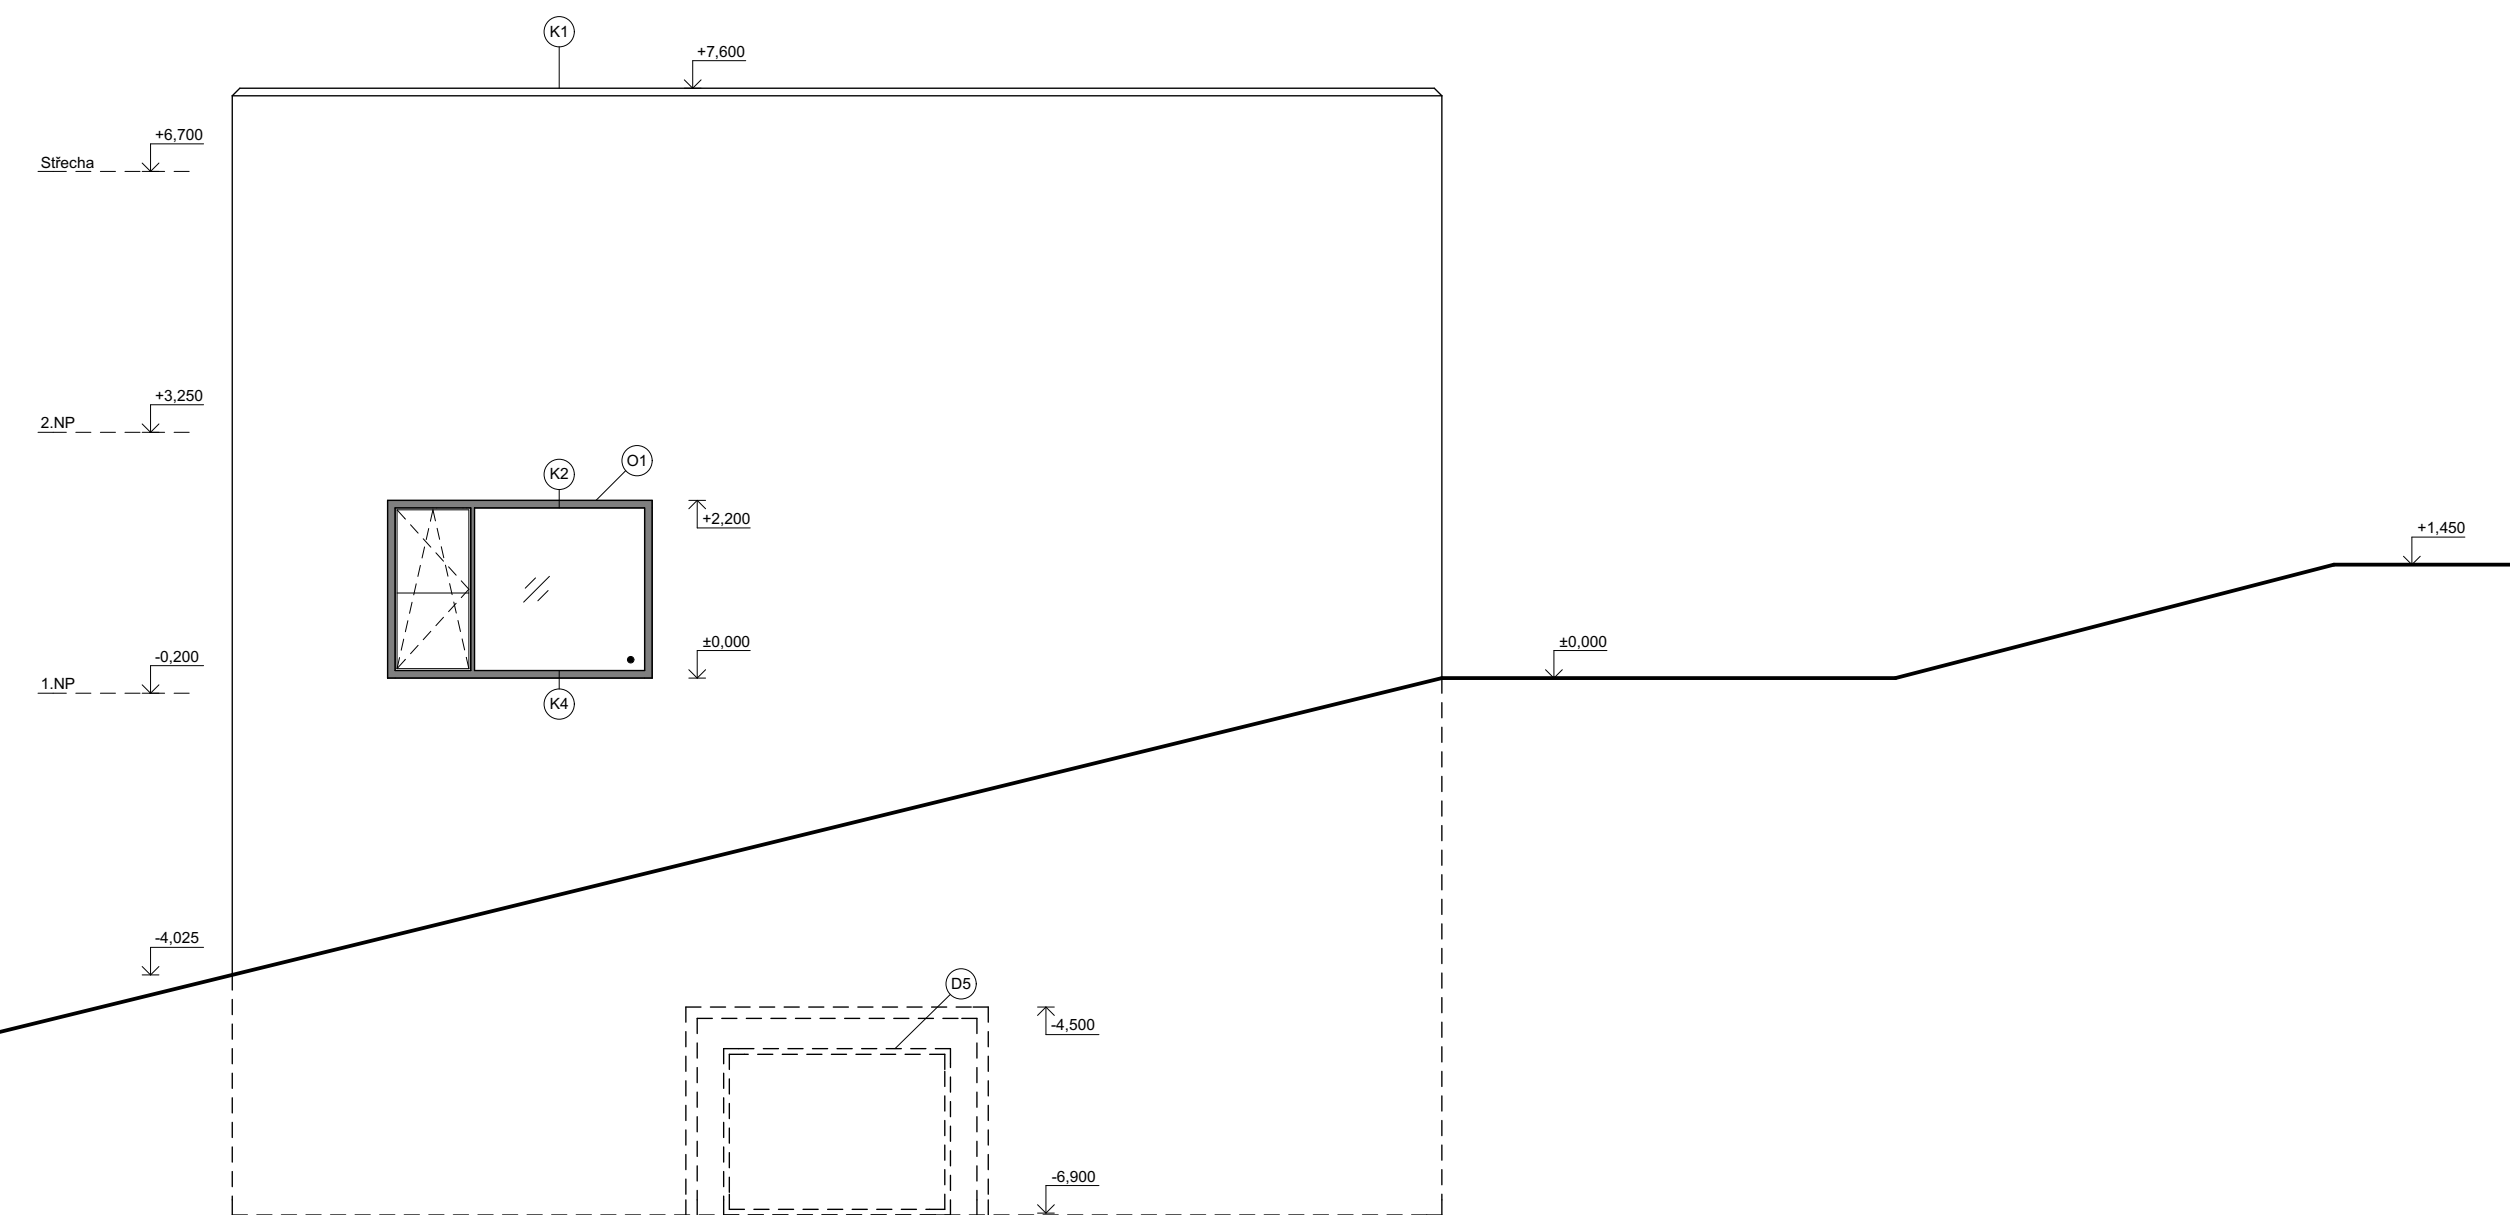 K1
+7,600
+6,700
Střecha
+3,250
2.NP
O1
K2
+2,200
+1,450
±0,000
±0,000
-0,200
1.NP
K4
-4,025
D5
-4,500
-6,900